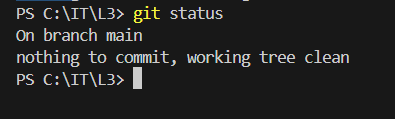 PS C:\IT\L3> git status
On branch main
nothing to commit, working tree clean
PS C:\IT\L3>